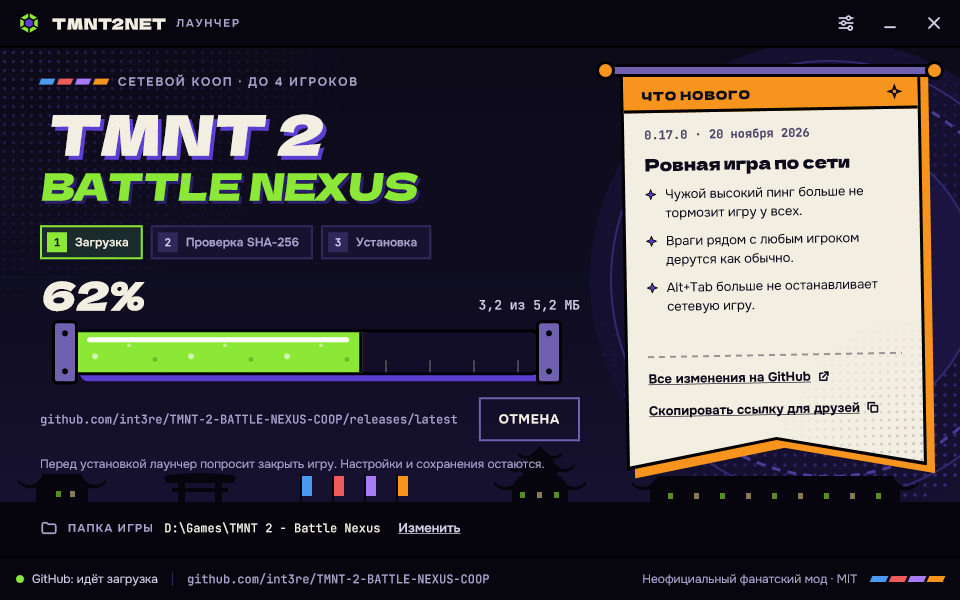 TMNT2NET ЛАУНЧЕР
СЕТЕВОЙ КООП · ДО 4 ИГРОКОВ
TMNT 2
BATTLE NEXUS
1 Загрузка
2 Проверка SHA-256
3 Установка
62%
3,2 из 5,2 МБ
github.com/int3re/TMNT-2-BATTLE-NEXUS-COOP/releases/latest
ОТМЕНА
Перед установкой лаунчер попросит закрыть игру. Настройки и сохранения остаются.
ЧТО НОВОГО
0.17.0 · 20 ноября 2026
Ровная игра по сети
Чужой высокий пинг больше не
тормозит игру у всех.
Враги рядом с любым игроком
дерутся как обычно.
Alt+Tab больше не останавливает
сетевую игру.
Все изменения на GitHub
Скопировать ссылку для друзей
ПАПКА ИГРЫ D:\Games\TMNT 2 - Battle Nexus Изменить
GitHub: идёт загрузка
github.com/int3re/TMNT-2-BATTLE-NEXUS-COOP
Неофициальный фанатский мод · MIT